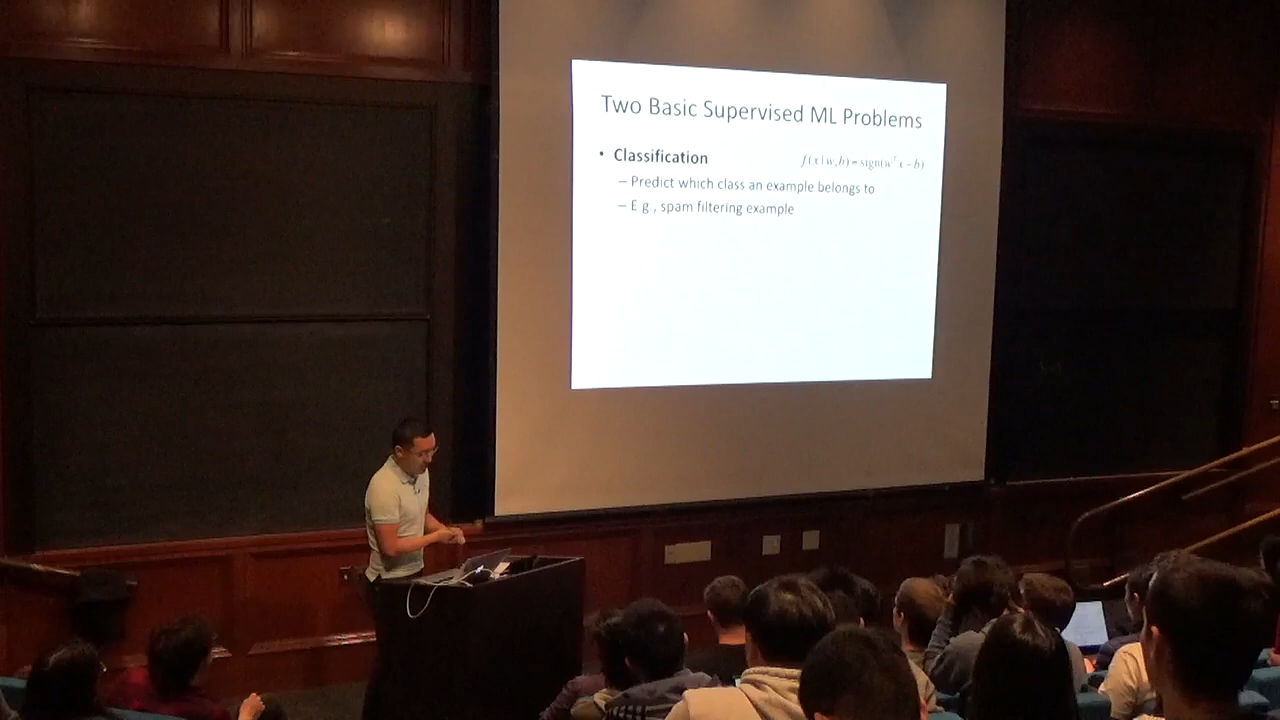 Two Basic Supervised ML Problems
• Classification
f(x|w,b) = sign(wᵀx − b)
– Predict which class an example belongs to
– E g , spam filtering example